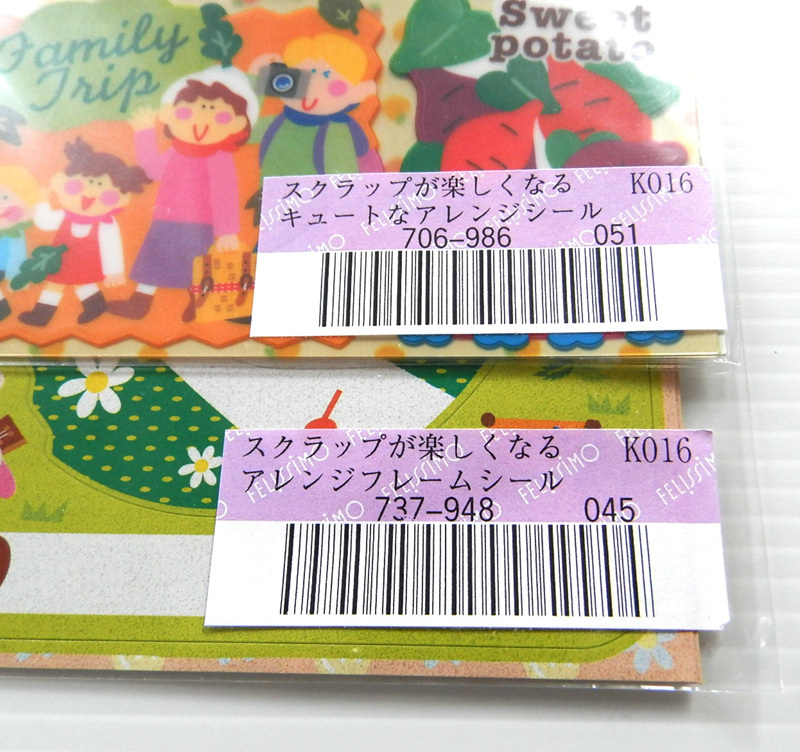 Family
Trip
Sweet
potato
スクラップが楽しくなる K016
キュートなアレンジシール
706-986 051
FELISSIMO
スクラップが楽しくなる K016
アレンジフレームシール
737-948 045
FELISSIMO